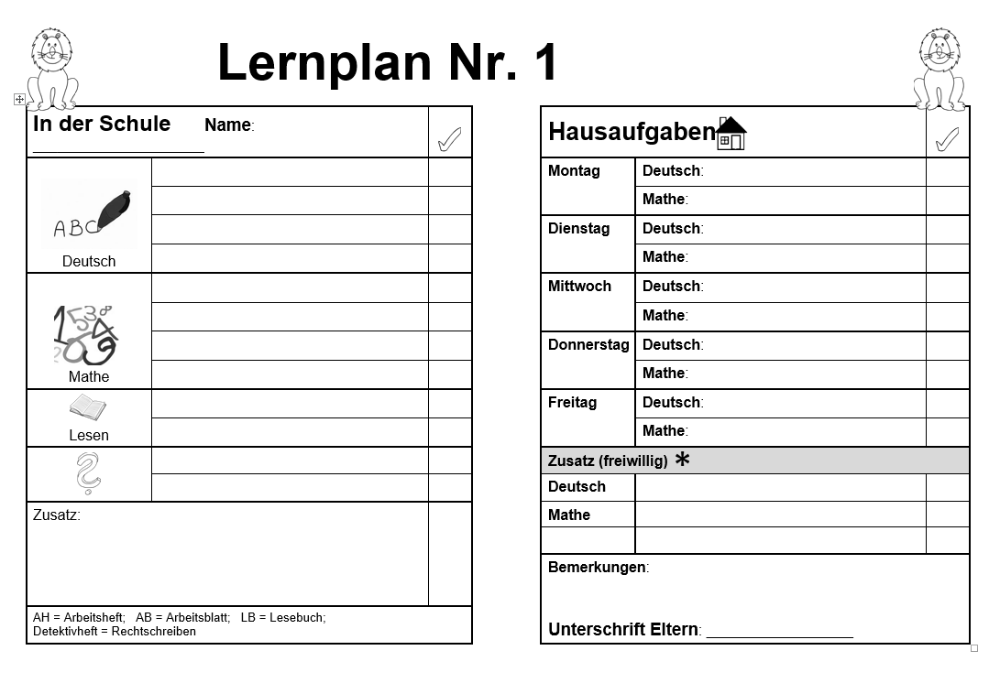 Lernplan Nr. 1
In der Schule Name:
ABC
Deutsch
Mathe
Lesen
?
Zusatz:
AH = Arbeitsheft; AB = Arbeitsblatt; LB = Lesebuch;
Detektivheft = Rechtschreiben
Hausaufgaben
Montag Deutsch:
Mathe:
Dienstag Deutsch:
Mathe:
Mittwoch Deutsch:
Mathe:
Donnerstag Deutsch:
Mathe:
Freitag Deutsch:
Mathe:
Zusatz (freiwillig) *
Deutsch
Mathe
Bemerkungen:
Unterschrift Eltern: